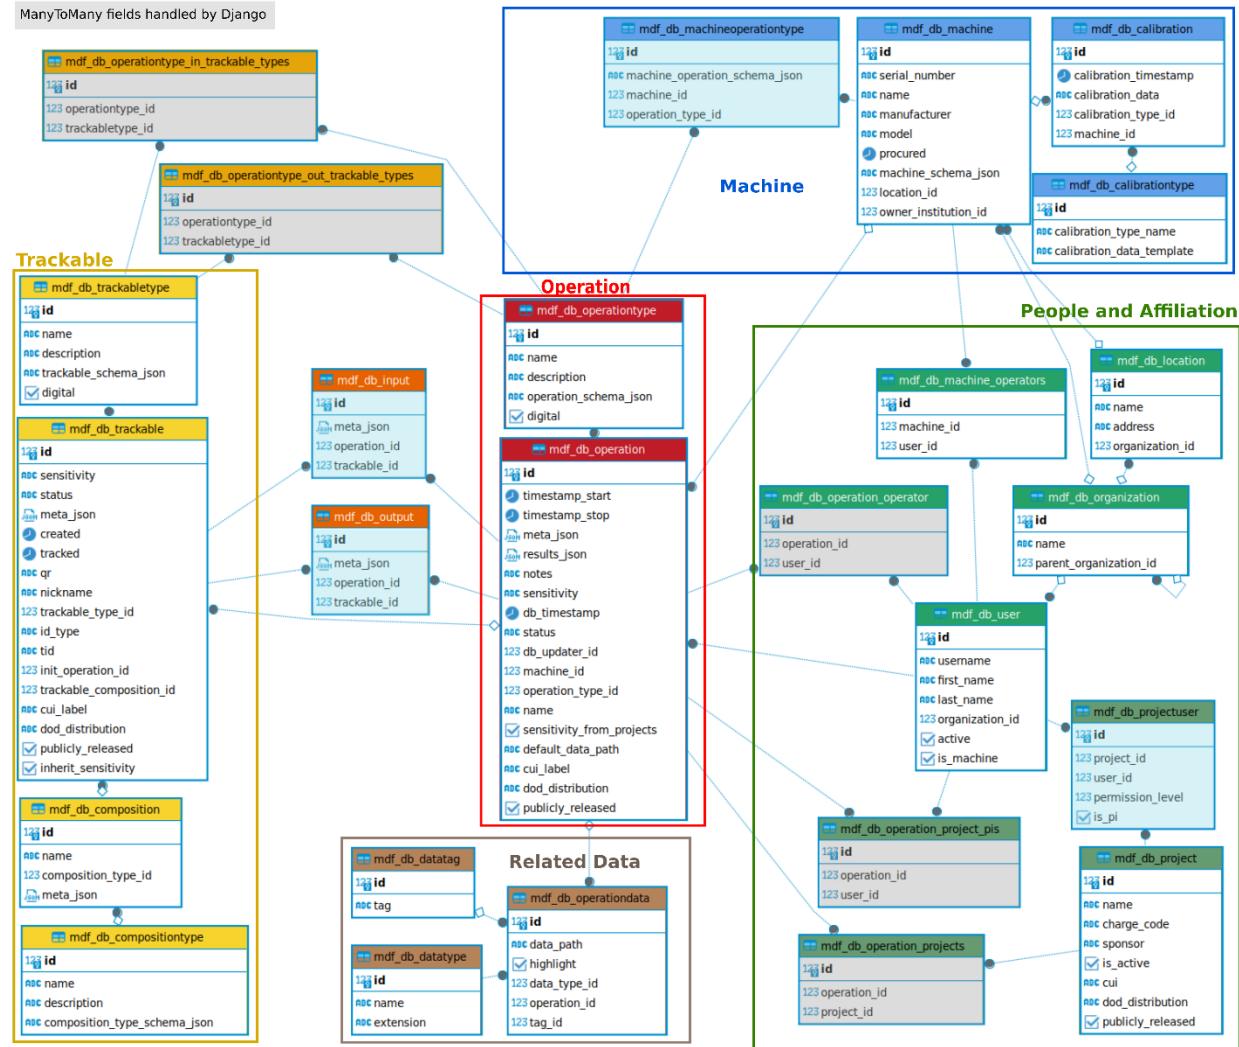 ManyToMany fields handled by Django
mdf_db_operationtype_in_trackable_types
id
operationtype_id
trackabletype_id
mdf_db_operationtype_out_trackable_types
id
operationtype_id
trackabletype_id
Machine
mdf_db_machineoperationtype
id
machine_operation_schema_json
machine_id
operation_type_id
mdf_db_machine
id
serial_number
name
manufacturer
model
procured
machine_schema_json
location_id
owner_institution_id
mdf_db_calibration
id
calibration_timestamp
calibration_data
calibration_type_id
machine_id
mdf_db_calibrationtype
id
calibration_type_name
calibration_data_template
Trackable
mdf_db_trackabletype
id
name
description
trackable_schema_json
digital
mdf_db_trackable
id
sensitivity
status
meta_json
created
tracked
qr
nickname
trackable_type_id
id_type
tid
init_operation_id
trackable_composition_id
cui_label
dod_distribution
publicly_released
inherit_sensitivity
mdf_db_composition
id
name
composition_type_id
meta_json
mdf_db_compositiontype
id
name
description
composition_type_schema_json
mdf_db_input
id
meta_json
operation_id
trackable_id
mdf_db_output
id
meta_json
operation_id
trackable_id
Operation
mdf_db_operationtype
id
name
description
operation_schema_json
digital
mdf_db_operation
id
timestamp_start
timestamp_stop
meta_json
results_json
notes
sensitivity
db_timestamp
status
db_updater_id
machine_id
operation_type_id
name
sensitivity_from_projects
default_data_path
cui_label
dod_distribution
publicly_released
Related Data
mdf_db_datatag
id
tag
mdf_db_datatype
id
name
extension
mdf_db_operationdata
id
data_path
highlight
data_type_id
operation_id
tag_id
People and Affiliation
mdf_db_machine_operators
id
machine_id
user_id
mdf_db_location
id
name
address
organization_id
mdf_db_operation_operator
id
operation_id
user_id
mdf_db_organization
id
name
parent_organization_id
mdf_db_user
id
username
first_name
last_name
organization_id
active
is_machine
mdf_db_projectuser
id
project_id
user_id
permission_level
is_pi
mdf_db_operation_project_pis
id
operation_id
user_id
mdf_db_project
id
name
charge_code
sponsor
is_active
cui
dod_distribution
publicly_released
mdf_db_operation_projects
id
operation_id
project_id